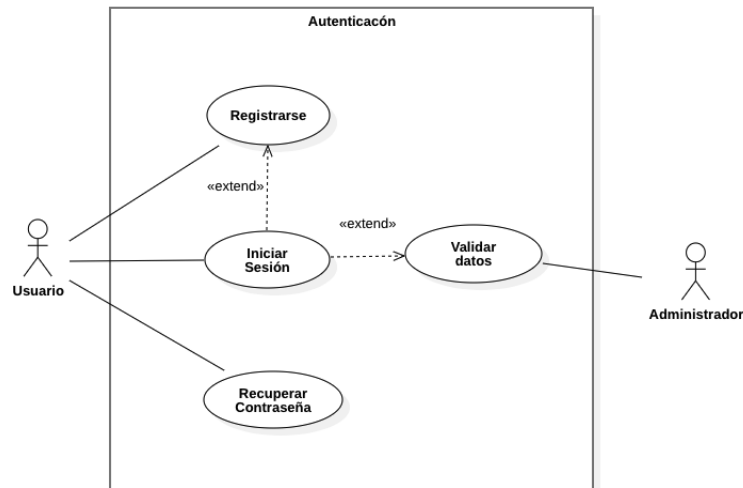 Autenticacón
Registrarse
«extend»
«extend»
Iniciar
Sesión
Validar
datos
Usuario
Administrador
Recuperar
Contraseña